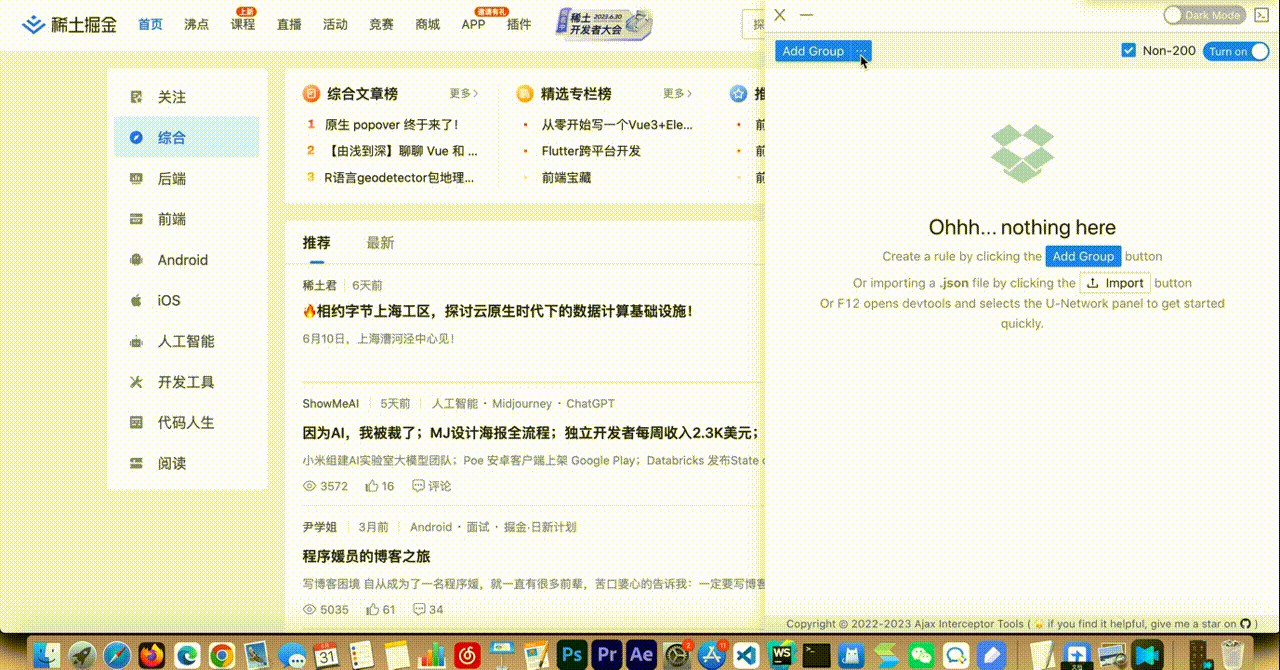 稀土掘金
首页
沸点
课程
上新
直播
活动
竞赛
商城
APP
邀请有礼
插件
稀土 2023.6.30
开发者大会
探
关注
综合
后端
前端
Android
iOS
人工智能
开发工具
代码人生
阅读
综合文章榜
更多
1 原生 popover 终于来了！
2 【由浅到深】聊聊 Vue 和 ...
3 R语言geodetector包地理...
精选专栏榜
更多
从零开始写一个Vue3+Ele...
Flutter跨平台开发
前端宝藏
推
前
前
前
推荐
最新
稀土君 6天前
🔥相约字节上海工区，探讨云原生时代下的数据计算基础设施！
6月10日，上海漕河泾中心见！
ShowMeAI 5天前 人工智能 · Midjourney · ChatGPT
因为AI，我被裁了；MJ设计海报全流程；独立开发者每周收入2.3K美元；
小米组建AI实验室大模型团队；Poe 安卓客户端上架 Google Play；Databricks 发布State o
3572 16 评论
尹学姐 3月前 Android · 面试 · 掘金·日新计划
程序媛员的博客之旅
写博客困境 自从成为了一名程序媛，就一直有很多前辈，苦口婆心的告诉我：一定要写博客
5035 61 34
Dark Mode
Add Group ...
Non-200
Turn on
Ohhh... nothing here
Create a rule by clicking the Add Group button
Or importing a .json file by clicking the Import button
Or F12 opens devtools and selects the U-Network panel to get started
quickly.
Copyright © 2022-2023 Ajax Interceptor Tools ( 👆 if you find it helpful, give me a star on )
31
Ps
Pr
Ae
2
11
WS